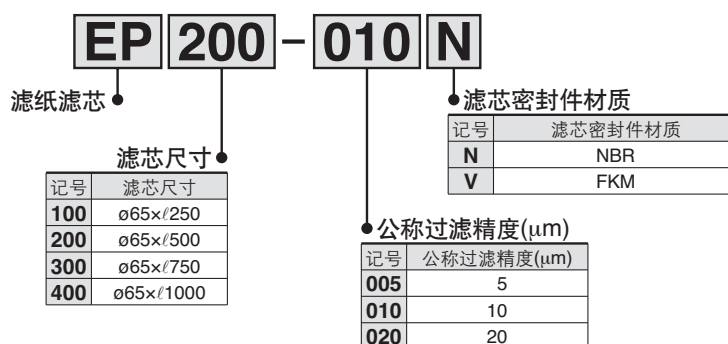 EP 200 - 010 N
滤纸滤芯
滤芯尺寸
记号 滤芯尺寸
100 ø65×ℓ250
200 ø65×ℓ500
300 ø65×ℓ750
400 ø65×ℓ1000
滤芯密封件材质
记号 滤芯密封件材质
N NBR
V FKM
公称过滤精度(μm)
记号 公称过滤精度(μm)
005 5
010 10
020 20